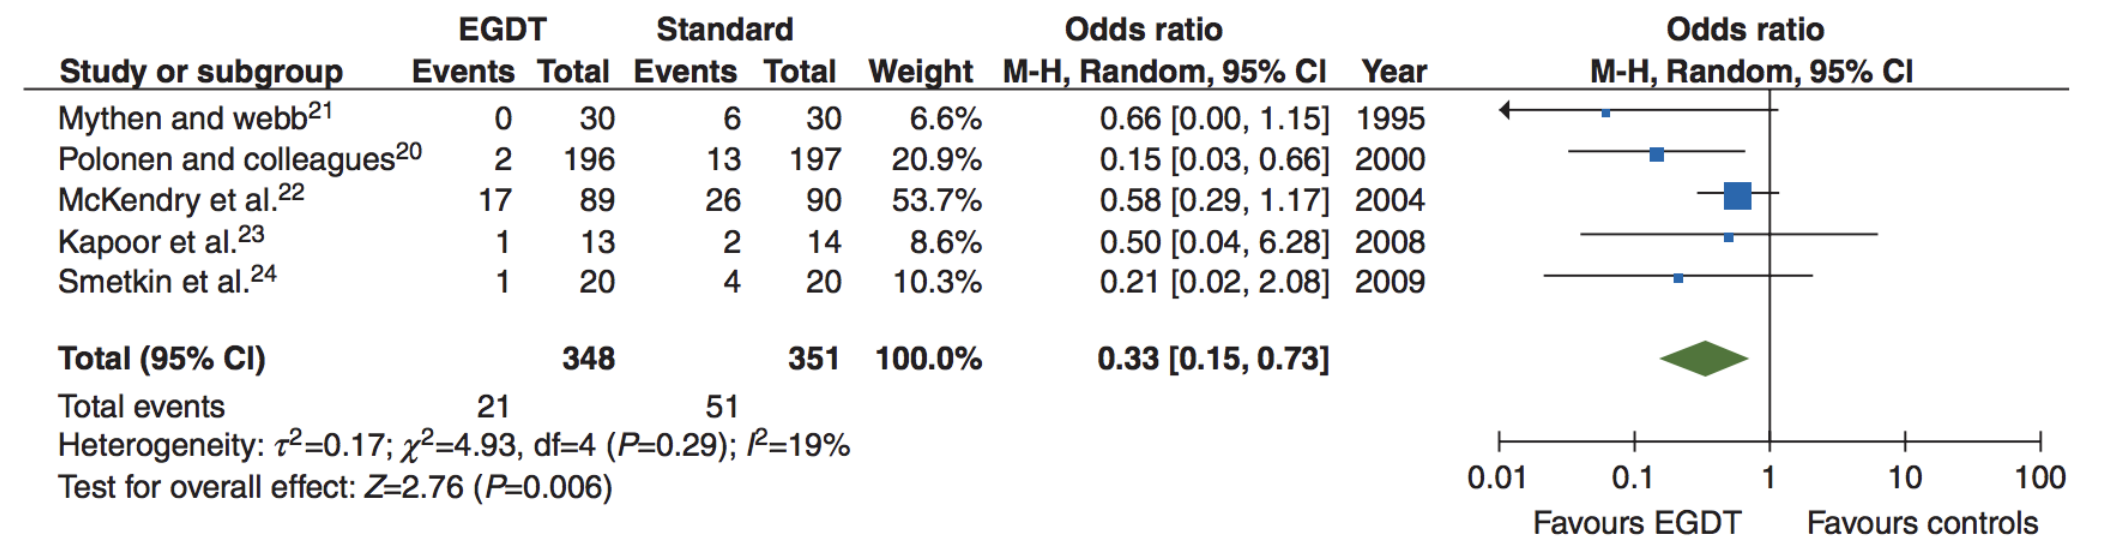 EGDT Standard Odds ratio Odds ratio
Study or subgroup Events Total Events Total Weight M-H, Random, 95% CI Year M-H, Random, 95% CI
Mythen and webb21 0 30 6 30 6.6% 0.66 [0.00, 1.15] 1995
Polonen and colleagues20 2 196 13 197 20.9% 0.15 [0.03, 0.66] 2000
McKendry et al.22 17 89 26 90 53.7% 0.58 [0.29, 1.17] 2004
Kapoor et al.23 1 13 2 14 8.6% 0.50 [0.04, 6.28] 2008
Smetkin et al.24 1 20 4 20 10.3% 0.21 [0.02, 2.08] 2009
Total (95% CI) 348 351 100.0% 0.33 [0.15, 0.73]
Total events 21 51
Heterogeneity: τ2=0.17; χ2=4.93, df=4 (P=0.29); I2=19%
Test for overall effect: Z=2.76 (P=0.006)
0.01 0.1 1 10 100
Favours EGDT Favours controls